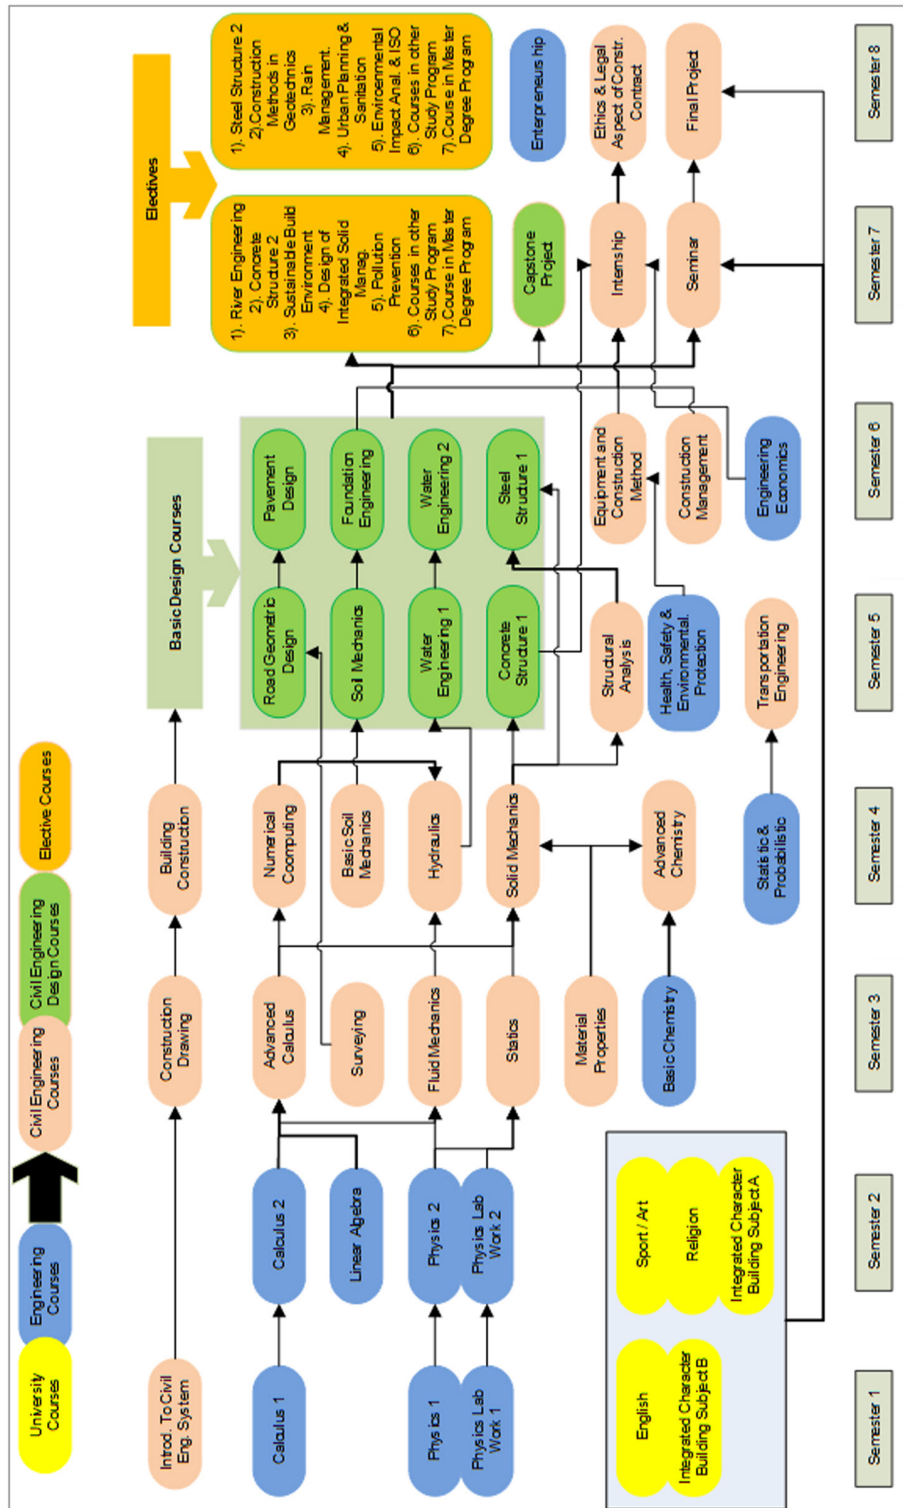 University
Courses
Engineering
Courses
Civil Engineering
Courses
Civil Engineering
Design Courses
Elective Courses
Introd. To Civil
Eng. System
Construction
Drawing
Building
Construction
Basic Design Courses
Electives
Calculus 1
Calculus 2
Linear Algebra
Advanced
Calculus
Surveying
Numerical
Coomputing
Basic Soil
Mechanics
Road Geometric
Design
Pavement
Design
Soil Mechanics
Foundation
Engineering
1). River Engineering
2). Concrete
Structure 2
3). Sustainable Build
Environment
4). Design of
Integrated Solid
Manag.
5). Pollution
Prevention
6). Courses in other
Study Program
7).Course in Master
Degree Program
1). Steel Structure 2
2).Construction
Methods in
Geotechnics
3). Rain
Management.
4). Urban Planning &
Sanitation
5). Enviroenmental
Impact Anal. & ISO
6). Courses in other
Study Program
7).Course in Master
Degree Program
Physics 1
Physics Lab
Work 1
Physics 2
Physics Lab
Work 2
Fluid Mechanics
Statics
Hydraulics
Solid Mechanics
Water
Engineering 1
Water
Engineering 2
Concrete
Structure 1
Steel
Structure 1
Capstone
Project
Enterpreneurship
Material
Properties
Basic Chemistry
Advanced
Chemistry
Structural
Analysis
Health, Safety &
Environmental.
Protection
Equipment and
Construction
Method
Construction
Management
Engineering
Economics
Internship
Seminar
Ethics & Legal
Aspect of Constr.
Contract
Final Project
Statistic &
Probabilistic
Transportation
Engineering
English
Integrated Character
Building Subject B
Sport / Art
Religion
Integrated Character
Building Subject A
Semester 1
Semester 2
Semester 3
Semester 4
Semester 5
Semester 6
Semester 7
Semester 8